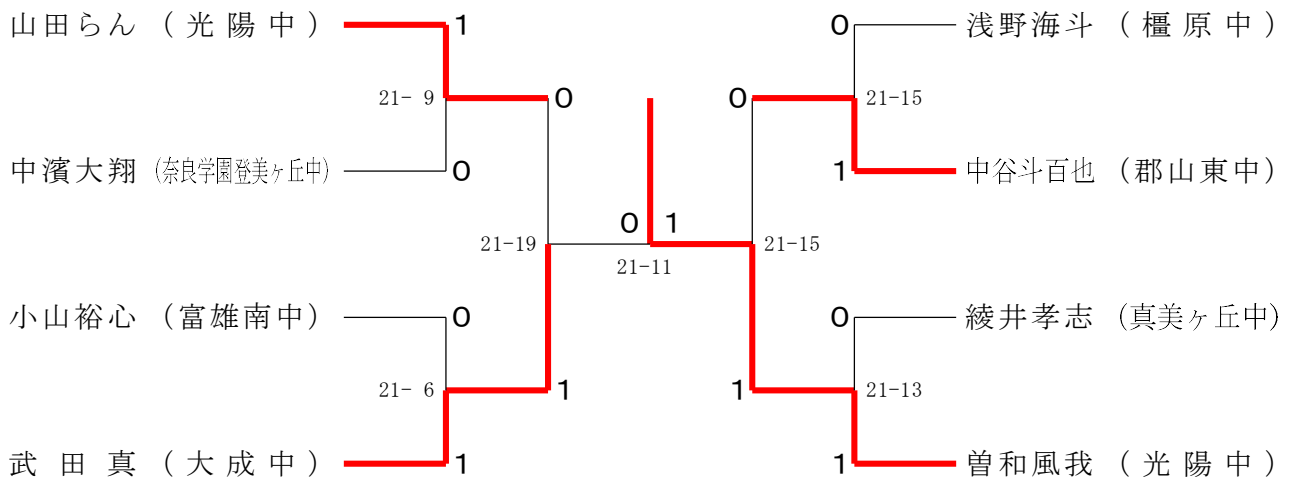 山田らん （光陽中） 1 0 浅野海斗 （橿原中）
21- 9 0 0 21-15
中濱大翔 （奈良学園登美ヶ丘中） 0 1 中谷斗百也 （郡山東中）
0 1
21-19 21-15
21-11
小山裕心 （富雄南中） 0 0 綾井孝志 （真美ヶ丘中）
21- 6 1 1 21-13
武田真 （大成中） 1 1 曽和風我 （光陽中）